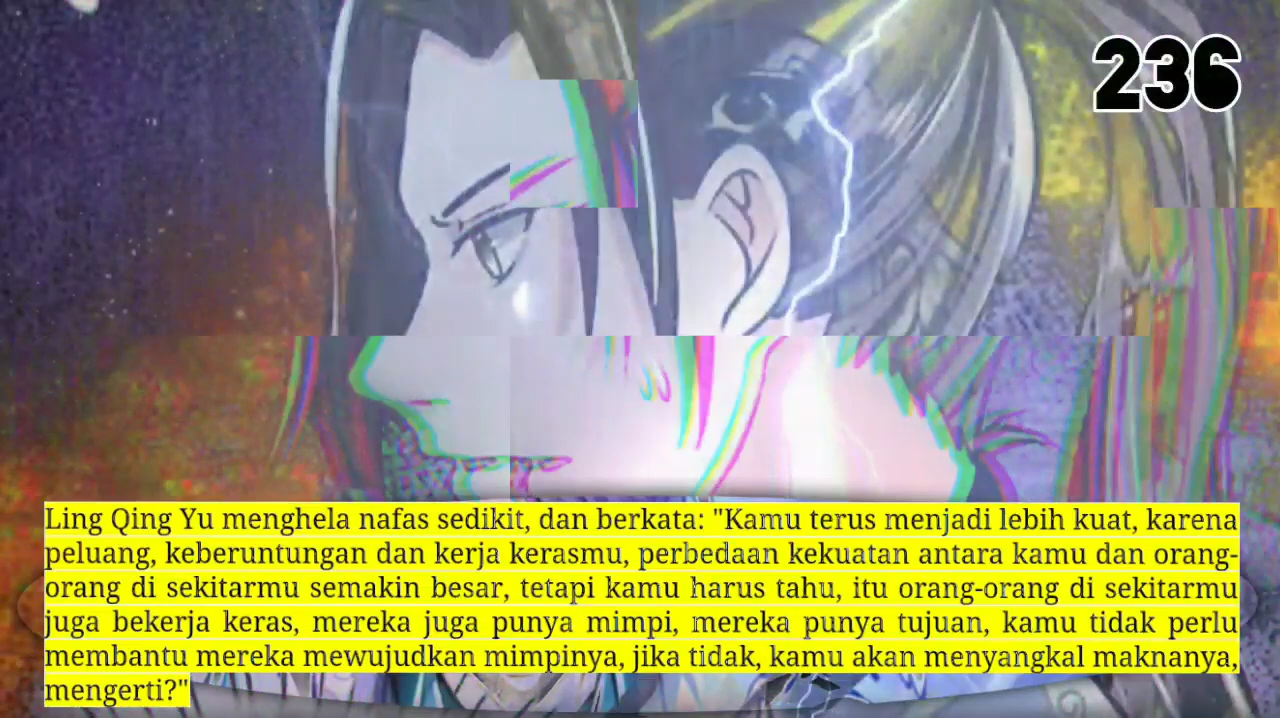 236
Ling Qing Yu menghela nafas sedikit, dan berkata: "Kamu terus menjadi lebih kuat, karena
peluang, keberuntungan dan kerja kerasmu, perbedaan kekuatan antara kamu dan orang-
orang di sekitarmu semakin besar, tetapi kamu harus tahu, itu orang-orang di sekitarmu
juga bekerja keras, mereka juga punya mimpi, mereka punya tujuan, kamu tidak perlu
membantu mereka mewujudkan mimpinya, jika tidak, kamu akan menyangkal maknanya,
mengerti?"